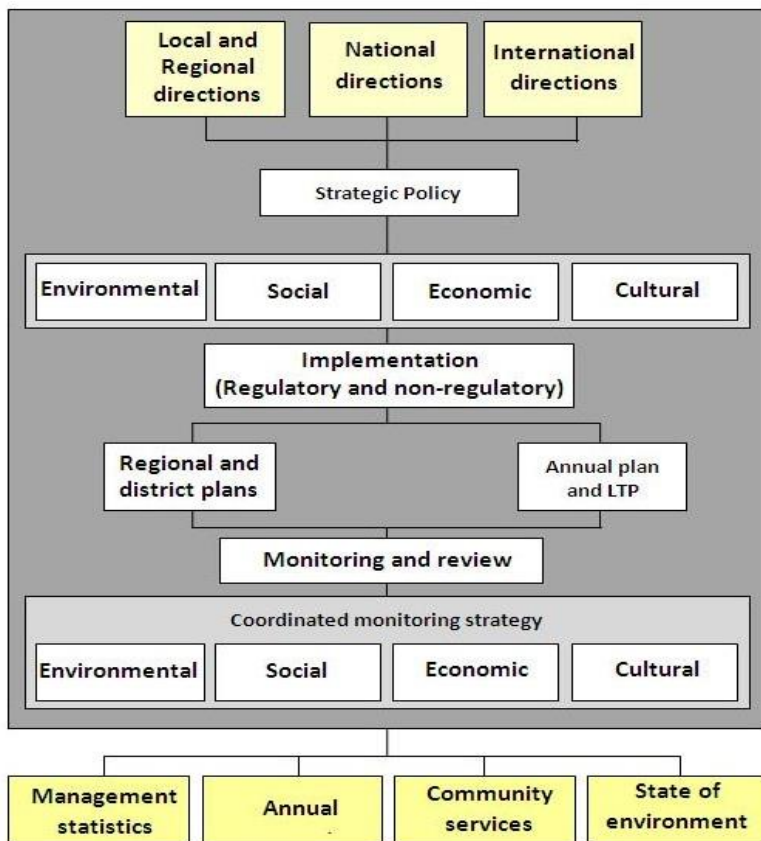 Local and
Regional
directions
National
directions
International
directions
Strategic Policy
Environmental
Social
Economic
Cultural
Implementation
(Regulatory and non-regulatory)
Regional and
district plans
Annual plan
and LTP
Monitoring and review
Coordinated monitoring strategy
Environmental
Social
Economic
Cultural
Management
statistics
Annual
Community
services
State of
environment